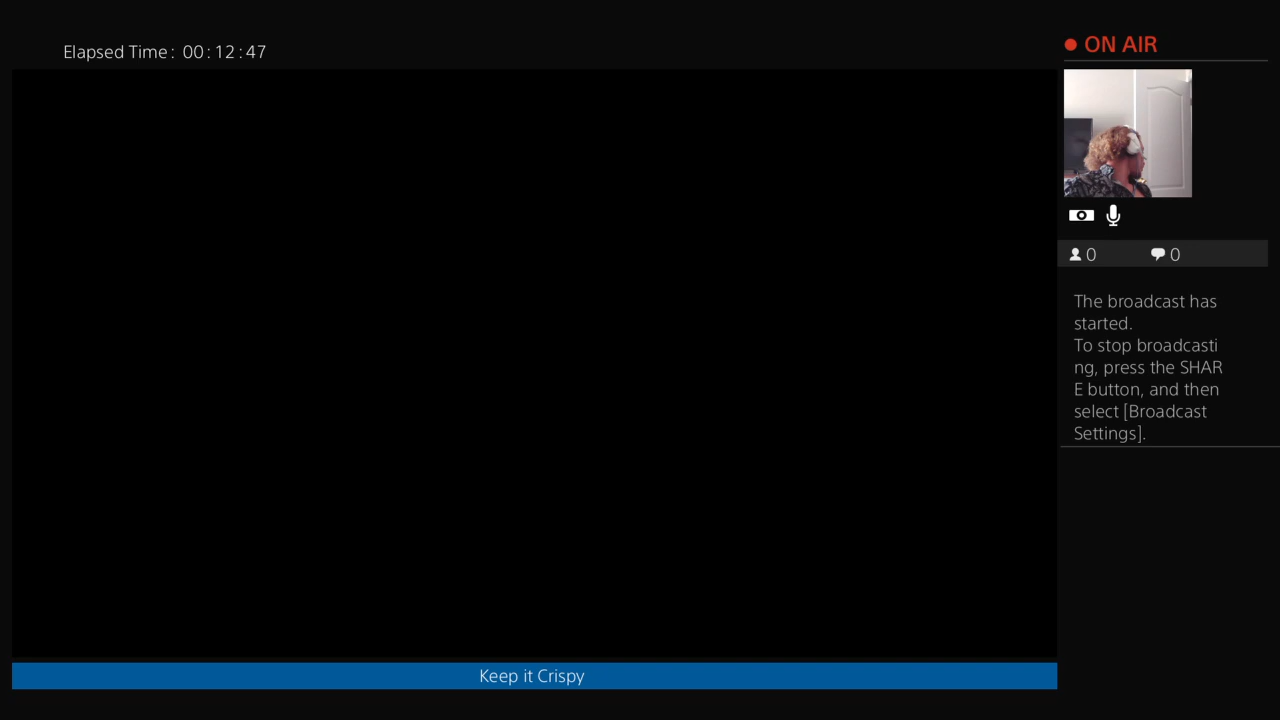 Elapsed Time: 00:12:47
ON AIR
0 0
The broadcast has
started.
To stop broadcasti
ng, press the SHAR
E button, and then
select [Broadcast
Settings].
Keep it Crispy